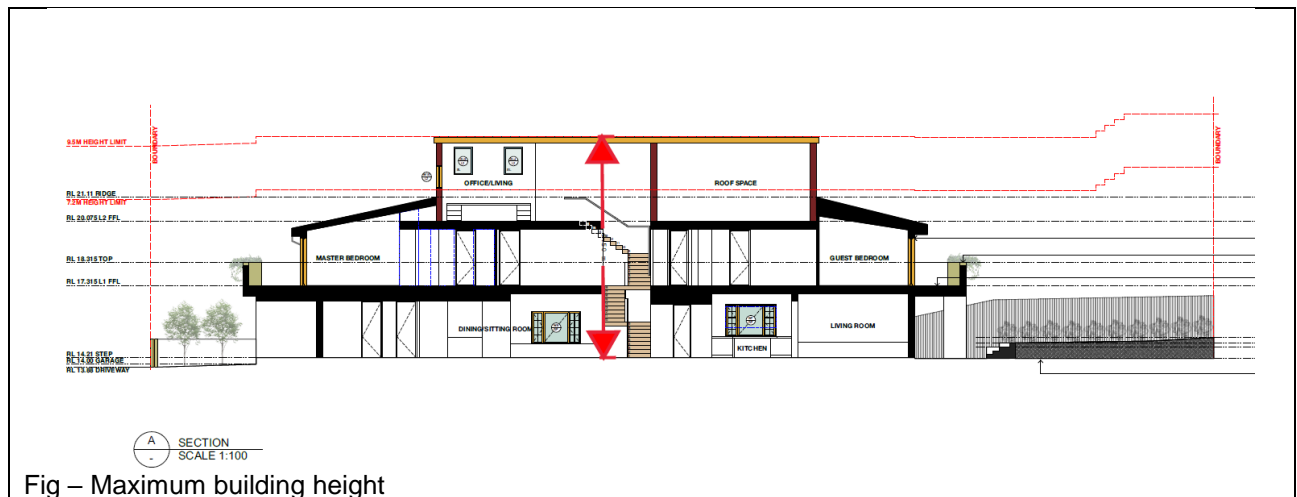 9.5M HEIGHT LIMIT
BOUNDARY
BOUNDARY
RL 21.11 RIDGE
7.2M HEIGHT LIMIT
RL 20.075 L2 FFL
OFFICE/LIVING
ROOF SPACE
RL 18.315 TOP
MASTER BEDROOM
GUEST BEDROOM
RL 17.315 L1 FFL
DINING/SITTING ROOM
LIVING ROOM
KITCHEN
RL 14.21 STEP
RL 14.00 GARAGE
RL 13.88 DRIVEWAY
A
-
SECTION
SCALE 1:100
Fig – Maximum building height